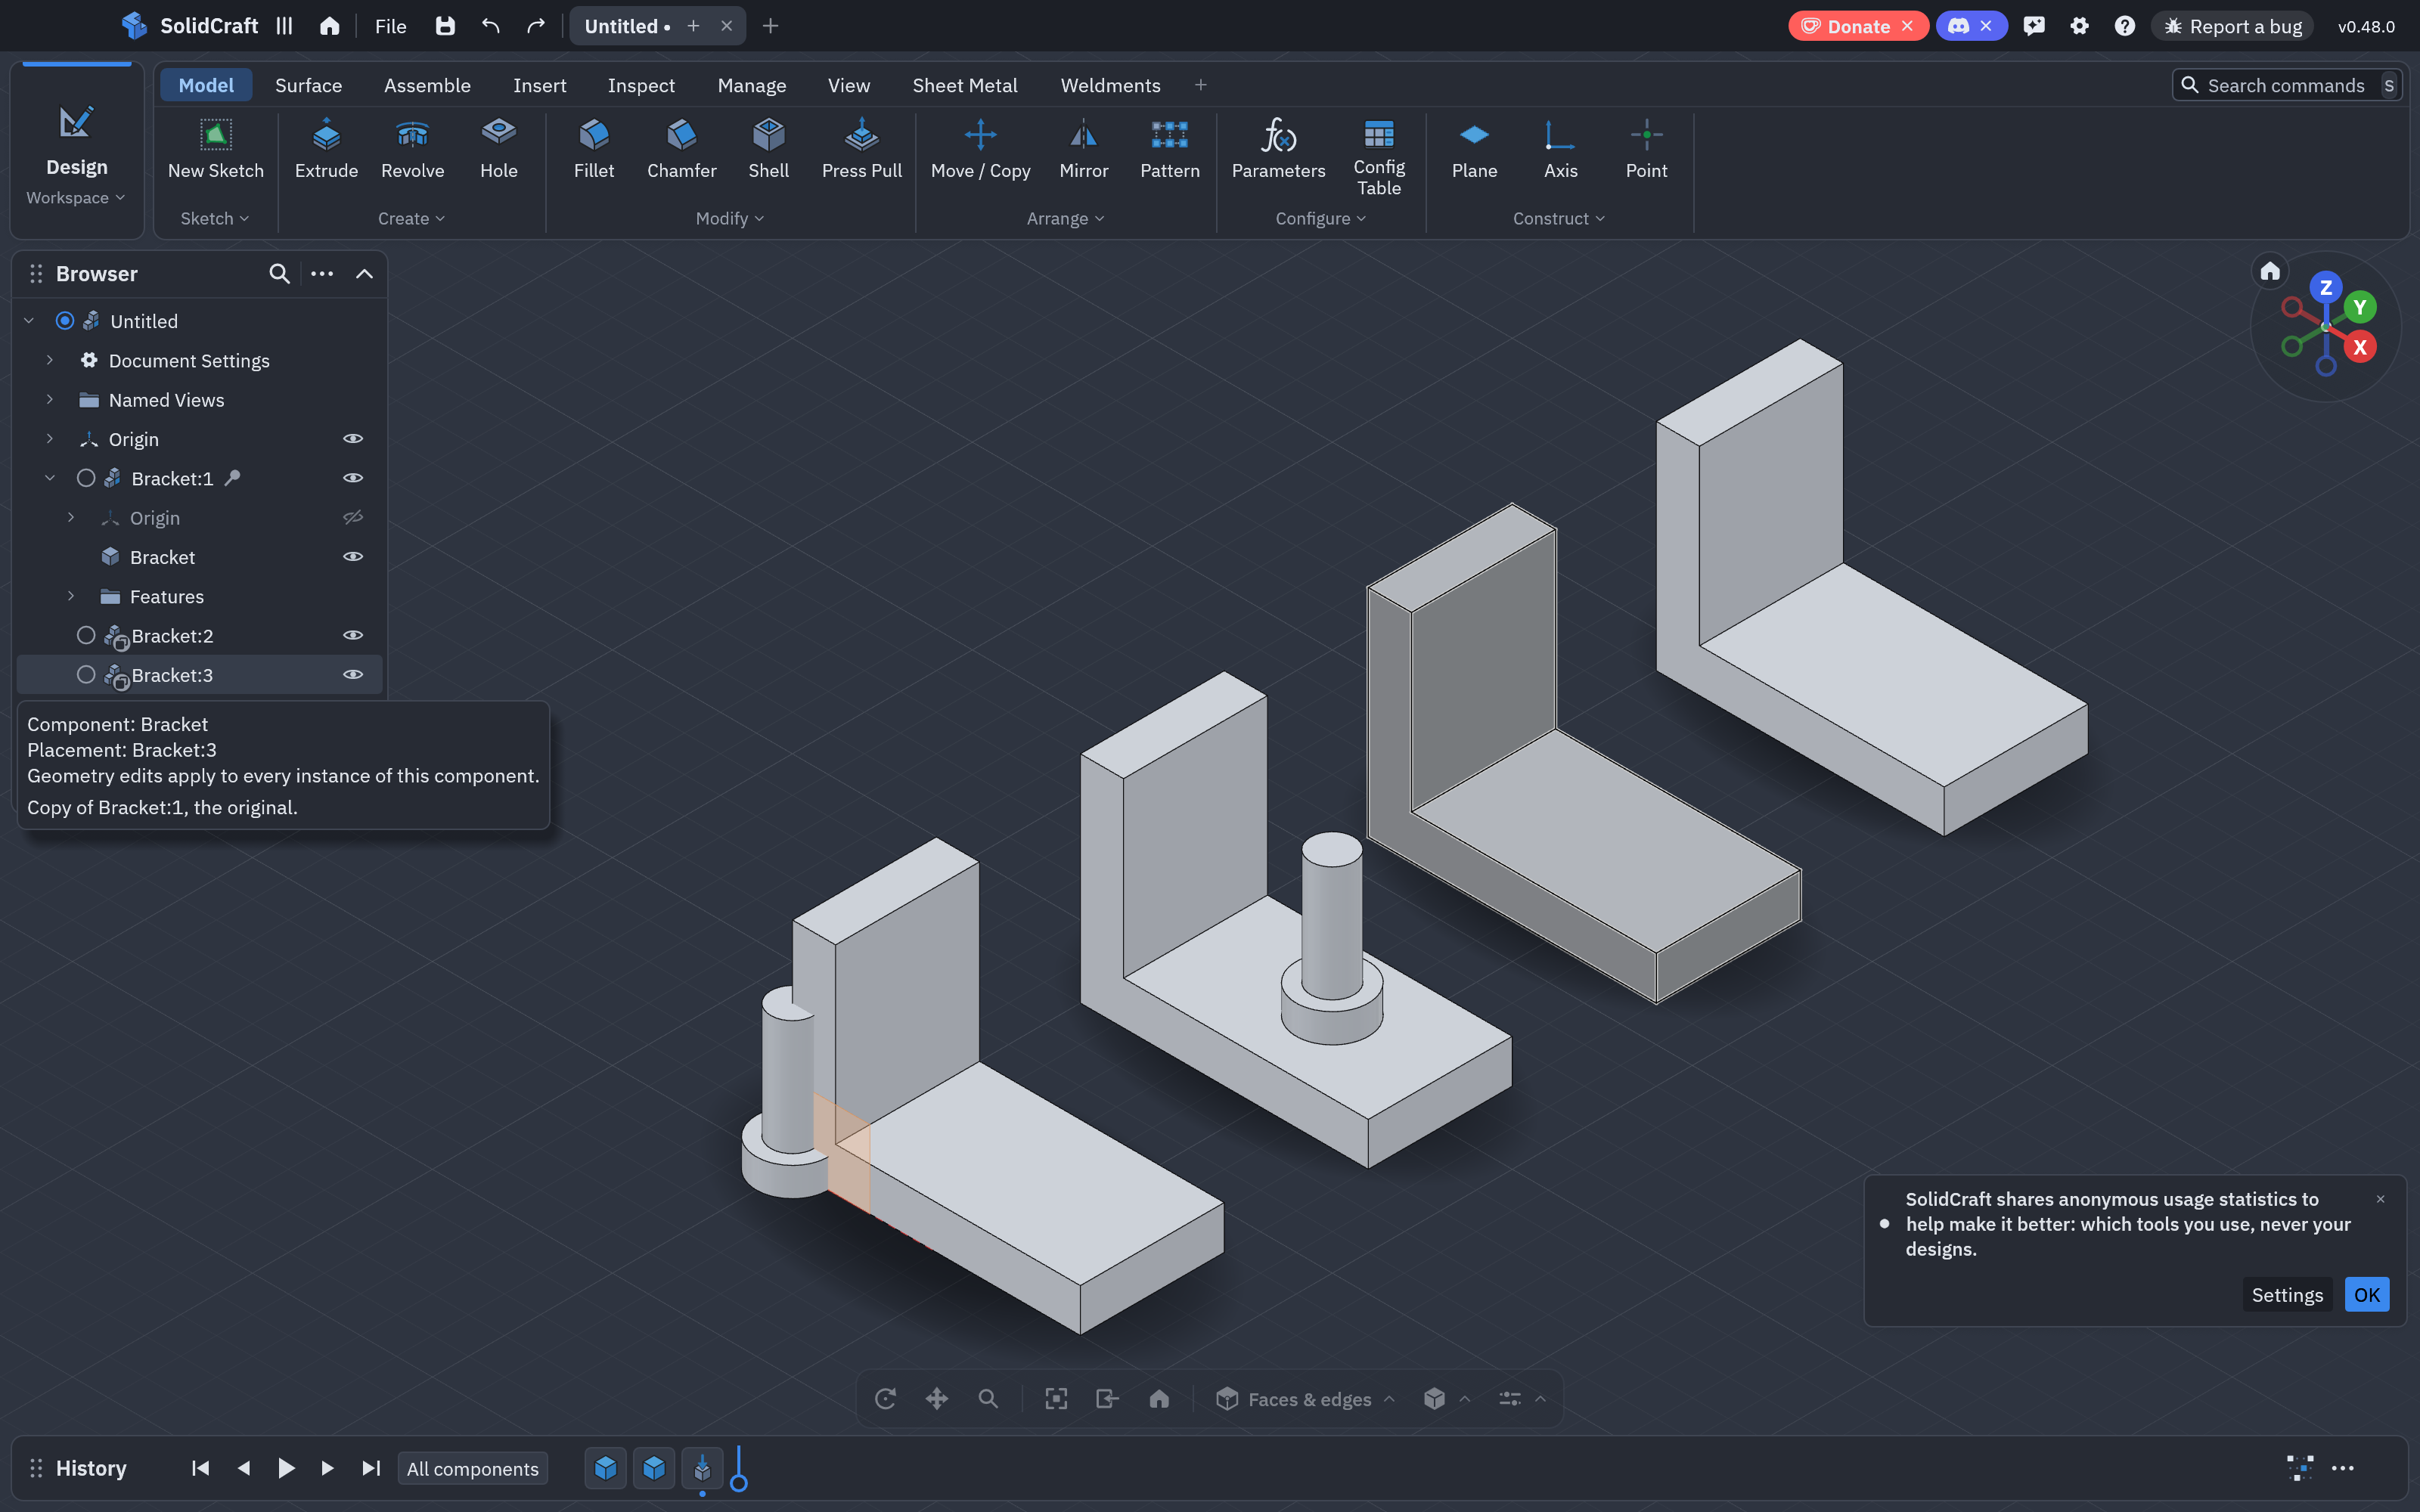 SolidCraft
File
Untitled •
Donate
Report a bug
v0.48.0
Design
Workspace
Model
Surface
Assemble
Insert
Inspect
Manage
View
Sheet Metal
Weldments
Search commands
S
New Sketch
Extrude
Revolve
Hole
Fillet
Chamfer
Shell
Press Pull
Move / Copy
Mirror
Pattern
Parameters
Config
Table
Plane
Axis
Point
Sketch
Create
Modify
Arrange
Configure
Construct
Browser
Untitled
Document Settings
Named Views
Origin
Bracket:1
Origin
Bracket
Features
Bracket:2
Bracket:3
Component: Bracket
Placement: Bracket:3
Geometry edits apply to every instance of this component.
Copy of Bracket:1, the original.
Z
Y
X
SolidCraft shares anonymous usage statistics to
help make it better: which tools you use, never your
designs.
Settings
OK
Faces & edges
History
All components